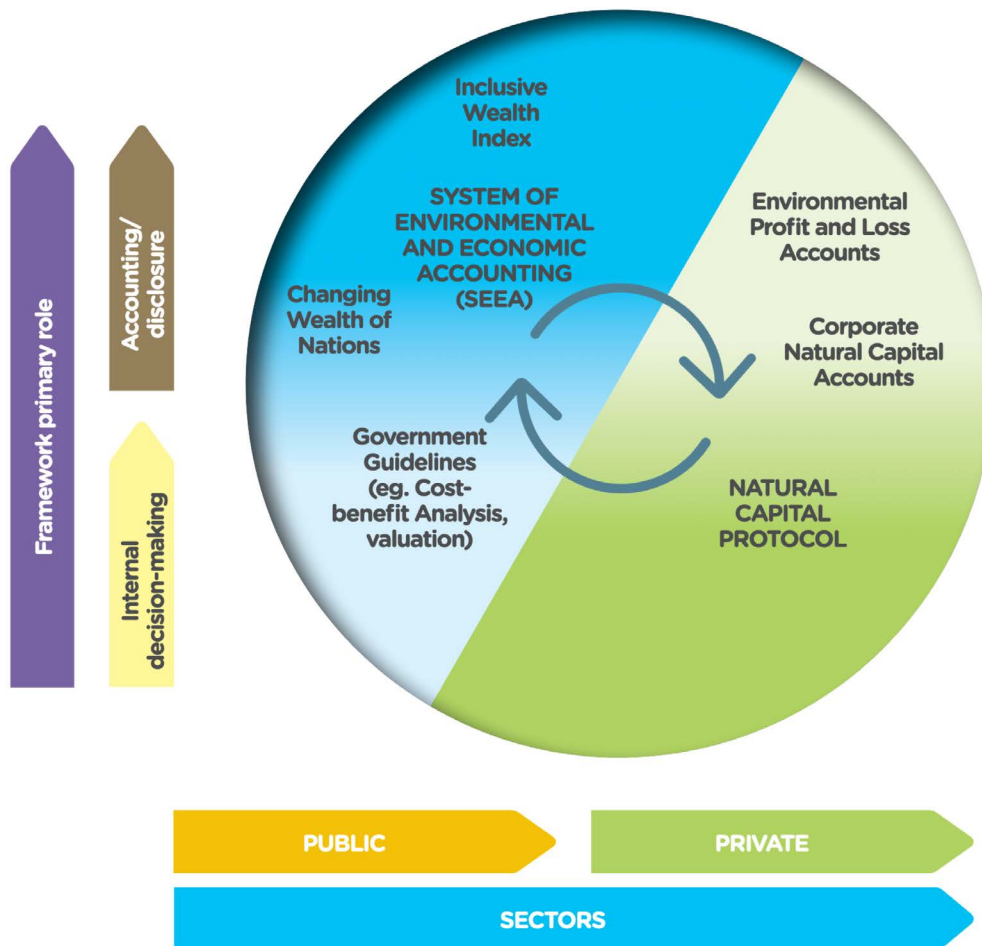 Framework primary role
Accounting/
disclosure
Internal
decision-making
Inclusive
Wealth
Index
SYSTEM OF
ENVIRONMENTAL
AND ECONOMIC
ACCOUNTING
(SEEA)
Changing
Wealth of
Nations
Government
Guidelines
(eg. Cost-
benefit Analysis,
valuation)
Environmental
Profit and Loss
Accounts
Corporate
Natural Capital
Accounts
NATURAL
CAPITAL
PROTOCOL
PUBLIC
PRIVATE
SECTORS